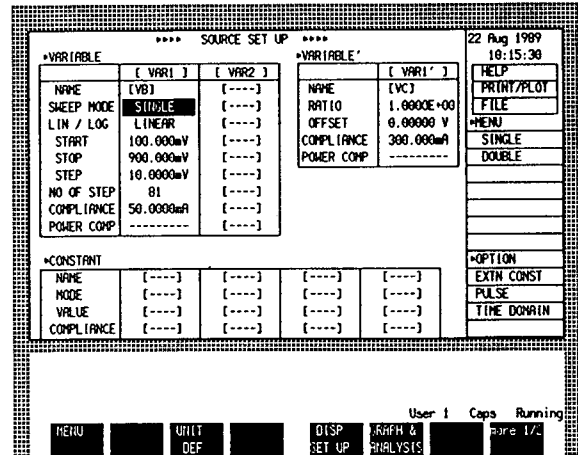 ▸▸▸▸ SOURCE SET UP ▸▸▸▸
22 Aug 1989
10:15:30
▸VARIABLE
[ VAR1 ] [ VAR2 ]
NAME [VB] [----]
SWEEP MODE SINGLE [----]
LIN / LOG LINEAR [----]
START 100.000mV [----]
STOP 900.000mV [----]
STEP 10.0000mV [----]
NO OF STEP 81 [----]
COMPLIANCE 50.0000mA [----]
POWER COMP --------- [----]
▸VARIABLE'
[ VAR1' ]
NAME [VC]
RATIO 1.0000E+00
OFFSET 0.00000 V
COMPLIANCE 300.000mA
POWER COMP ---------
▸CONSTANT
NAME [----] [----] [----] [----]
MODE [----] [----] [----] [----]
VALUE [----] [----] [----] [----]
COMPLIANCE [----] [----] [----] [----]
HELP
PRINT/PLOT
FILE
▸MENU
SINGLE
DOUBLE
▸OPTION
EXTN CONST
PULSE
TIME DOMAIN
User 1 Caps Running
MENU
UNIT
DEF
DISP
SET UP
GRAPH &
ANALYSIS
more 1/2